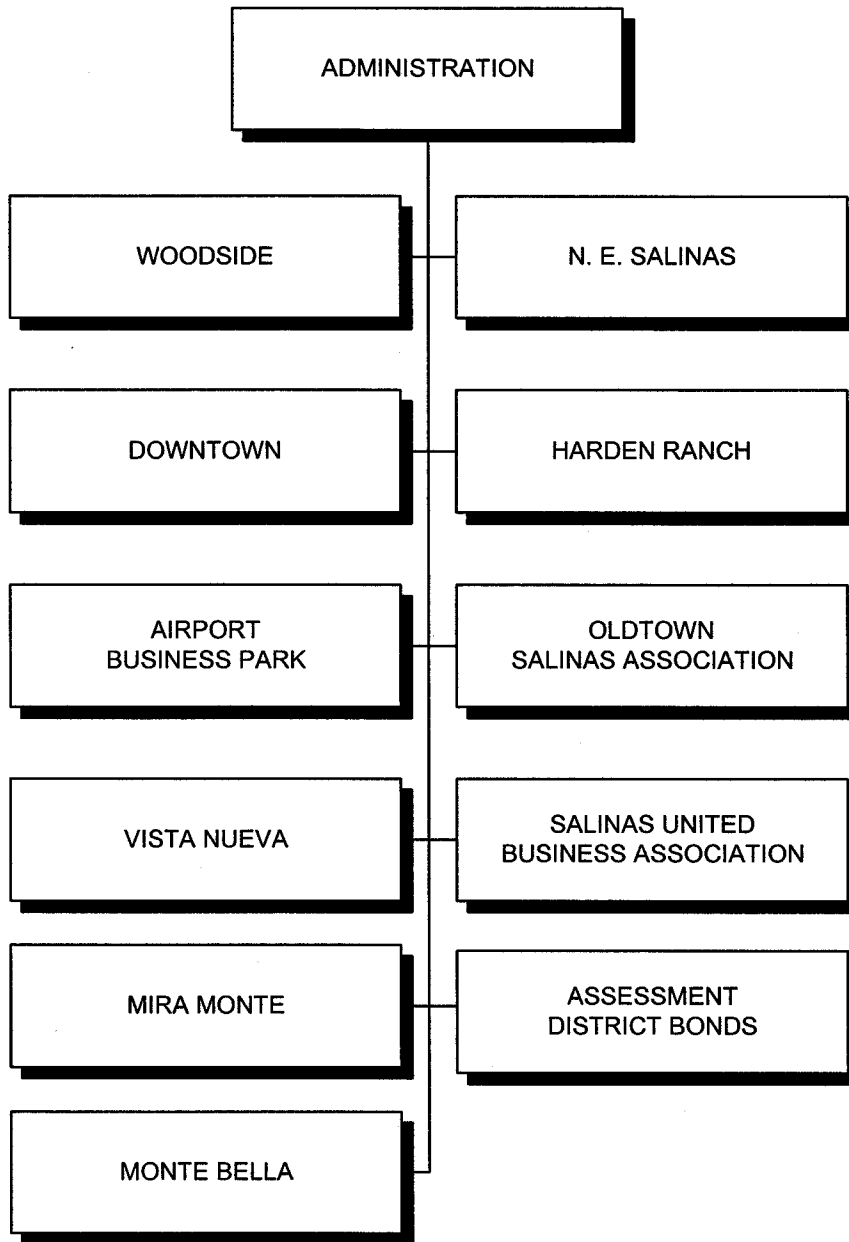 ADMINISTRATION
WOODSIDE
N. E. SALINAS
DOWNTOWN
HARDEN RANCH
AIRPORT
BUSINESS PARK
OLDTOWN
SALINAS ASSOCIATION
VISTA NUEVA
SALINAS UNITED
BUSINESS ASSOCIATION
MIRA MONTE
ASSESSMENT
DISTRICT BONDS
MONTE BELLA